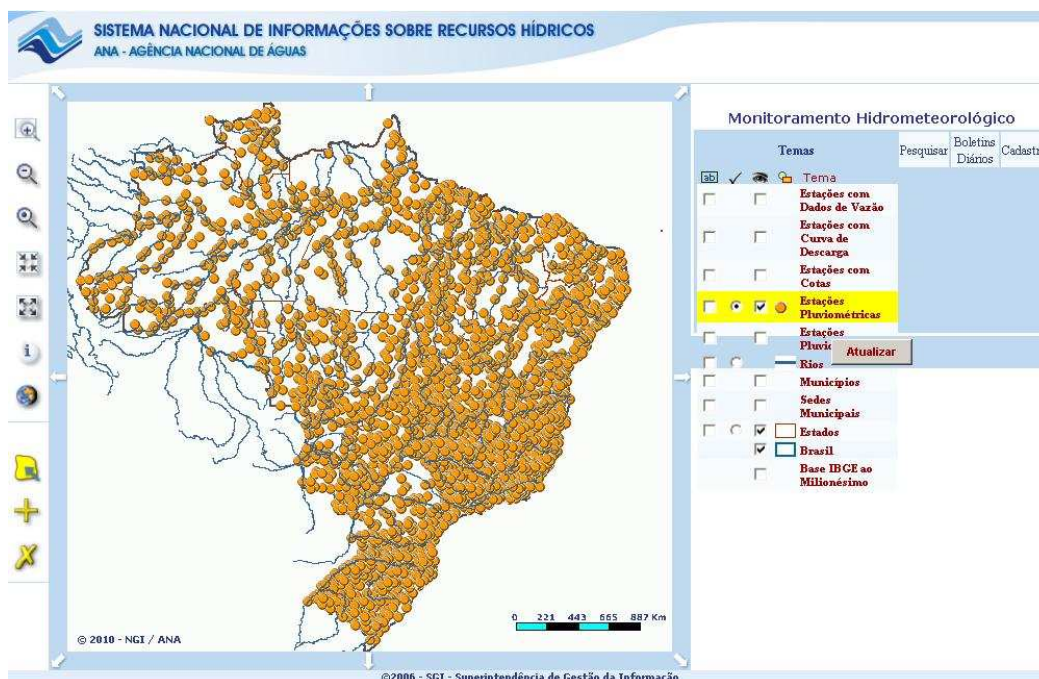 SISTEMA NACIONAL DE INFORMAÇÕES SOBRE RECURSOS HÍDRICOS
ANA - AGÊNCIA NACIONAL DE ÁGUAS
Monitoramento Hidrometeorológico
Temas
Pesquisar
Boletins
Diários
Cadastr
ab
Tema
Estações com
Dados de Vazão
Estações com
Curva de
Descarga
Estações com
Cotas
Estações
Pluviométricas
Estações
Pluvio
Atualizar
Rios
Municípios
Sedes
Municipais
Estados
Brasil
Base IBGE ao
Milionésimo
i
0 221 443 665 887 Km
© 2010 - NGI / ANA
©2006 - SGI - Superintendência de Gestão da Informação